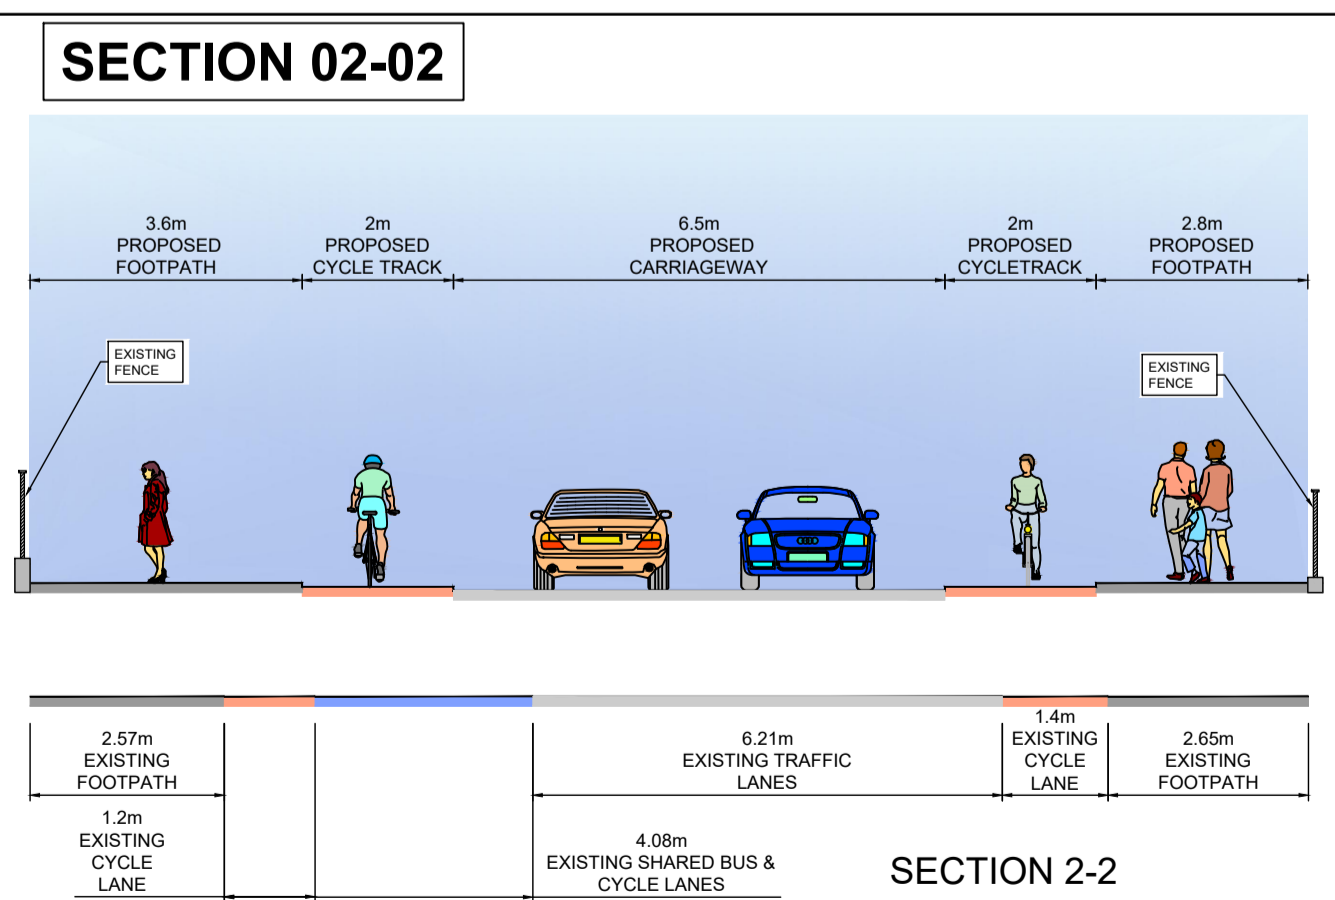 SECTION 02-02
3.6m
PROPOSED
FOOTPATH
2m
PROPOSED
CYCLE TRACK
6.5m
PROPOSED
CARRIAGEWAY
2m
PROPOSED
CYCLETRACK
2.8m
PROPOSED
FOOTPATH
EXISTING
FENCE
EXISTING
FENCE
2.57m
EXISTING
FOOTPATH
6.21m
EXISTING TRAFFIC
LANES
1.4m
EXISTING
CYCLE
LANE
2.65m
EXISTING
FOOTPATH
1.2m
EXISTING
CYCLE
LANE
4.08m
EXISTING SHARED BUS &
CYCLE LANES
SECTION 2-2